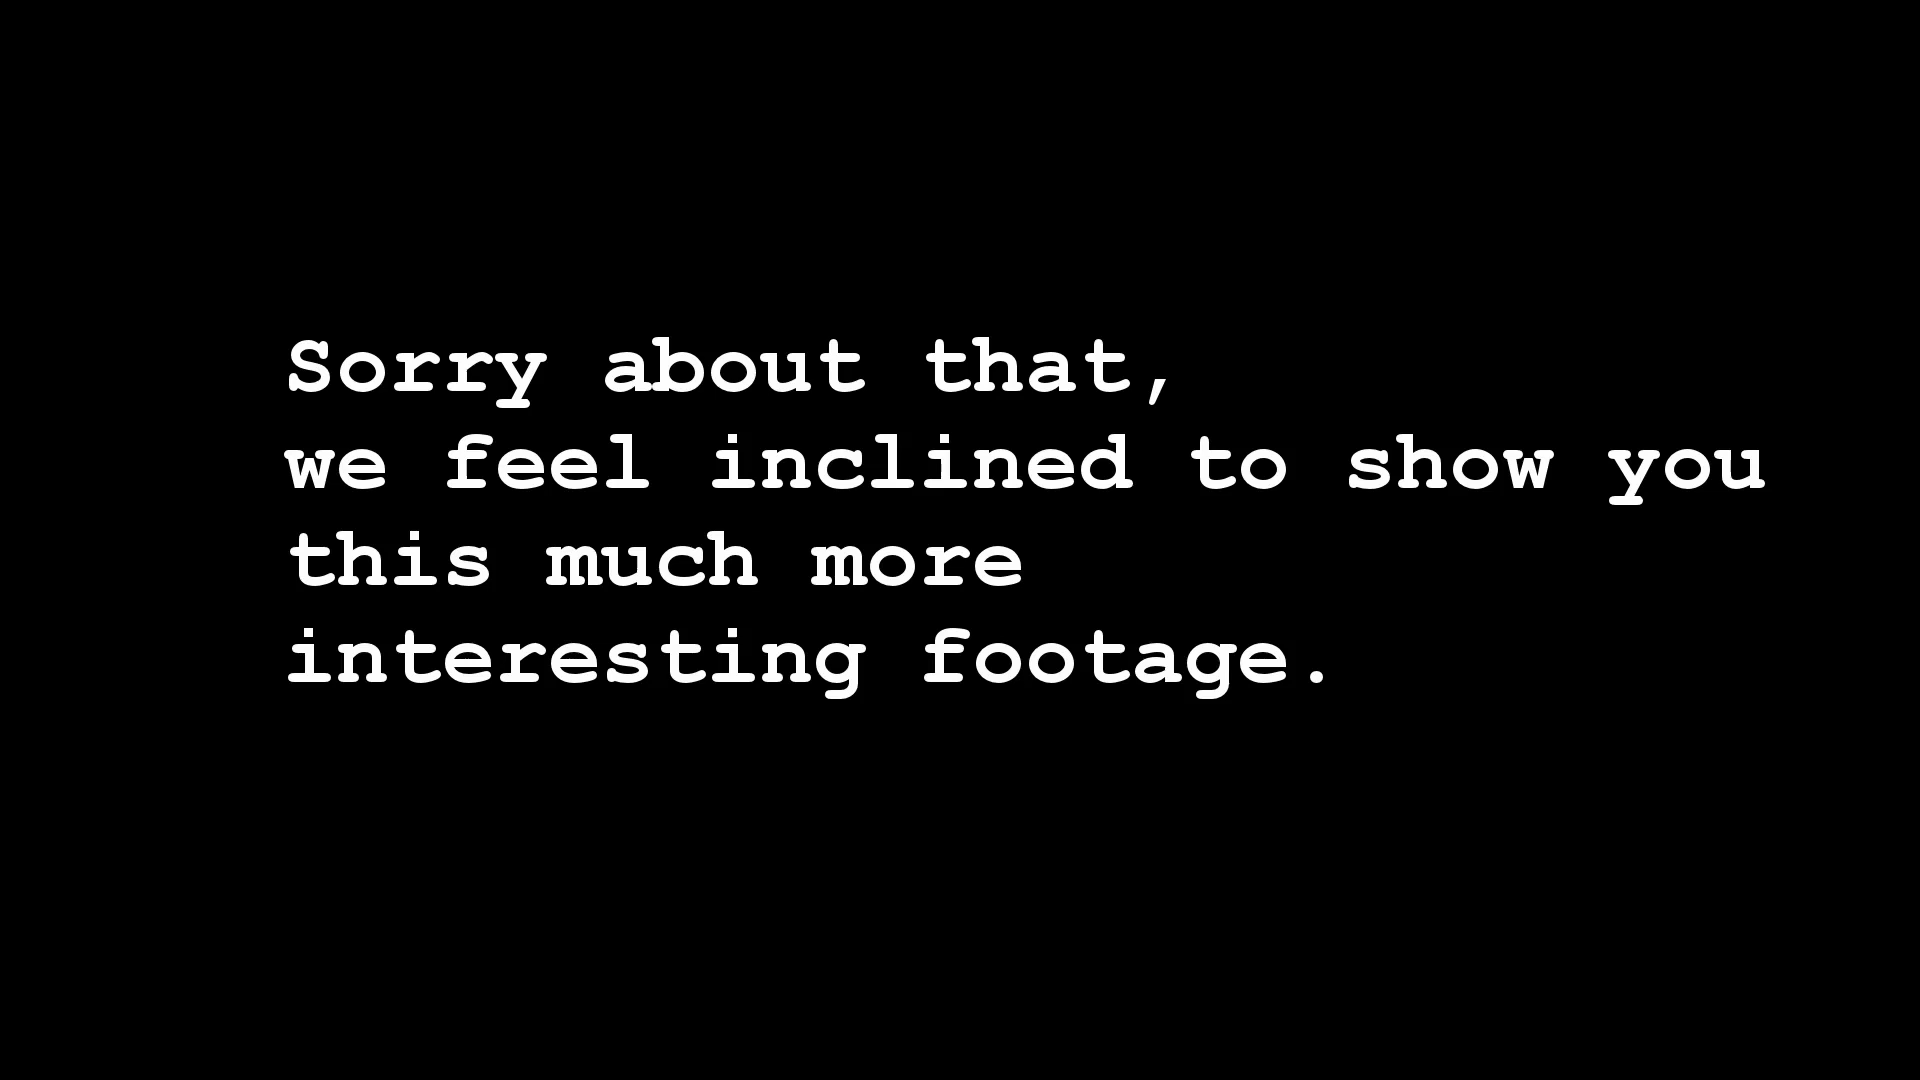 Sorry about that,
we feel inclined to show you
this much more
interesting footage.